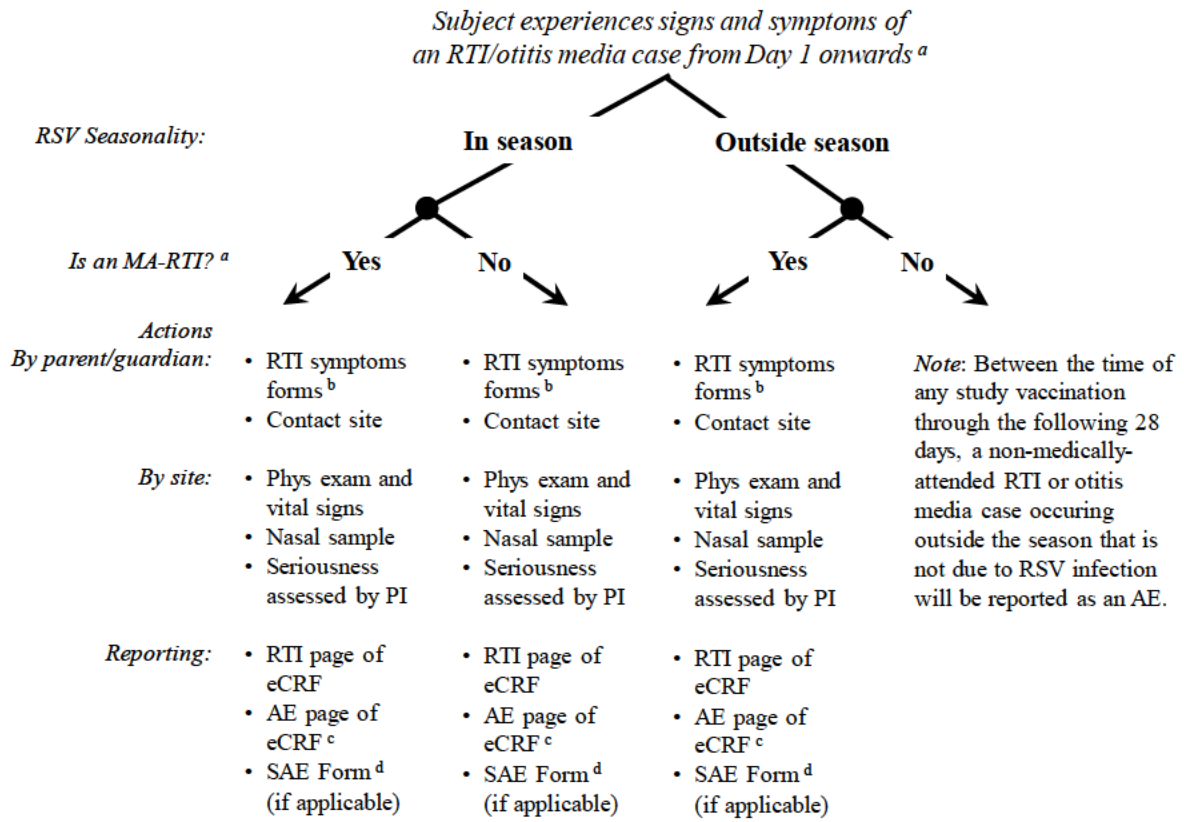 Subject experiences signs and symptoms of
an RTI/otitis media case from Day 1 onwards a
RSV Seasonality:
In season
Outside season
Is an MA-RTI? a
Yes
No
Yes
No
Actions
By parent/guardian:
• RTI symptoms
forms b
• Contact site
• RTI symptoms
forms b
• Contact site
• RTI symptoms
forms b
• Contact site
Note: Between the time of
any study vaccination
through the following 28
days, a non-medically-
attended RTI or otitis
media case occuring
outside the season that is
not due to RSV infection
will be reported as an AE.
By site:
• Phys exam and
vital signs
• Nasal sample
• Seriousness
assessed by PI
• Phys exam and
vital signs
• Nasal sample
• Seriousness
assessed by PI
• Phys exam and
vital signs
• Nasal sample
• Seriousness
assessed by PI
Reporting:
• RTI page of
eCRF
• AE page of
eCRF c
• SAE Form d
(if applicable)
• RTI page of
eCRF
• AE page of
eCRF c
• SAE Form d
(if applicable)
• RTI page of
eCRF
• AE page of
eCRF c
• SAE Form d
(if applicable)